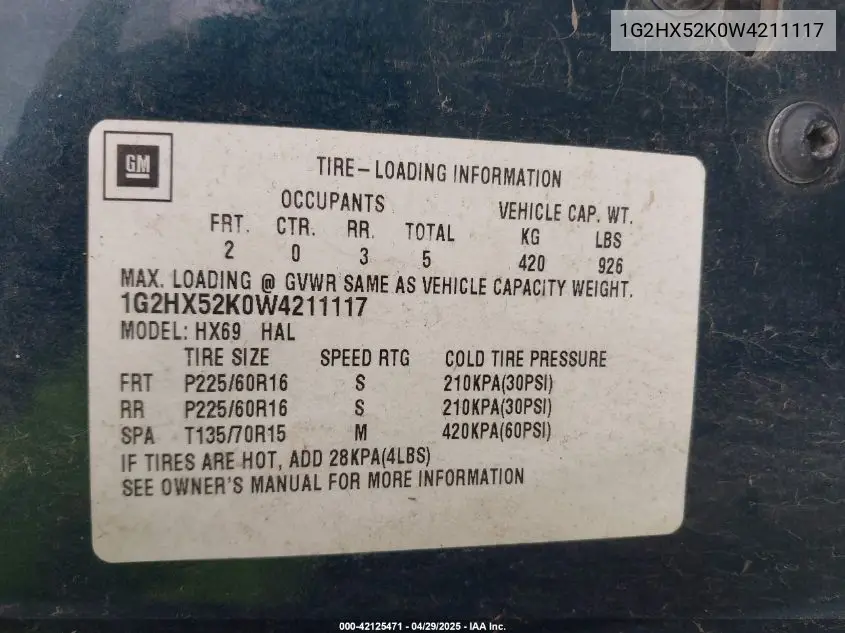 1G2HX52K0W4211117
GM
TIRE-LOADING INFORMATION
OCCUPANTS VEHICLE CAP. WT.
FRT. CTR. RR. TOTAL KG LBS
2 0 3 5 420 926
MAX. LOADING @ GVWR SAME AS VEHICLE CAPACITY WEIGHT.
1G2HX52K0W4211117
MODEL: HX69 HAL
TIRE SIZE SPEED RTG COLD TIRE PRESSURE
FRT P225/60R16 S 210KPA(30PSI)
RR P225/60R16 S 210KPA(30PSI)
SPA T135/70R15 M 420KPA(60PSI)
IF TIRES ARE HOT, ADD 28KPA(4LBS)
SEE OWNER'S MANUAL FOR MORE INFORMATION
000-42125471 - 04/29/2025 - IAA Inc.